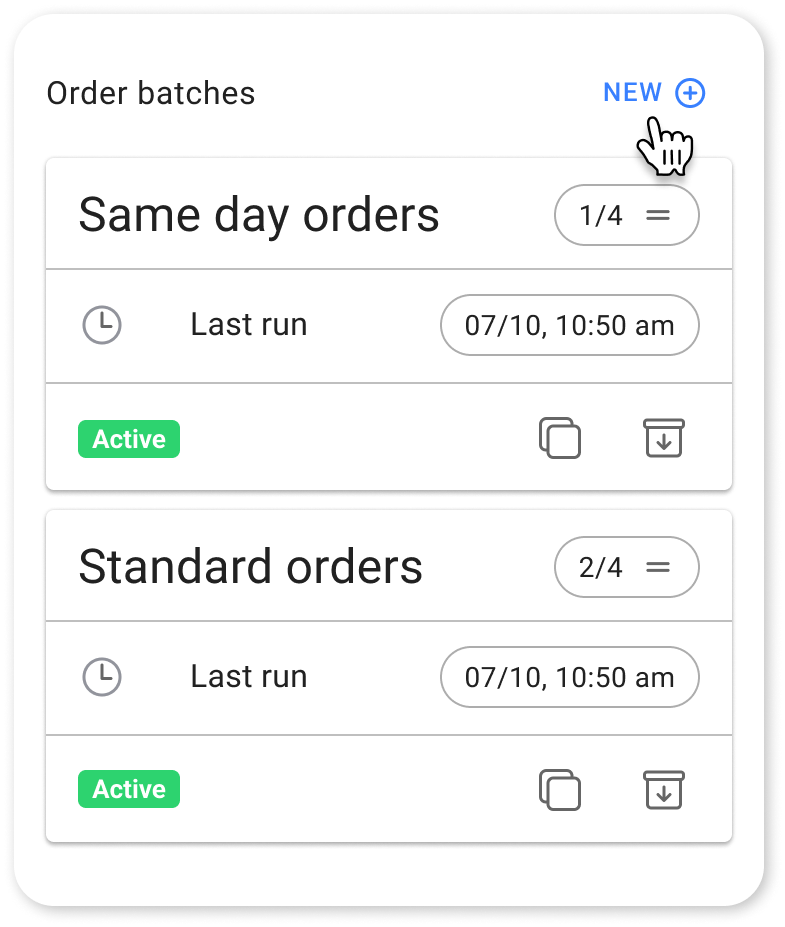 Order batches NEW
Same day orders 1/4
Last run 07/10, 10:50 am
Active
Standard orders 2/4
Last run 07/10, 10:50 am
Active